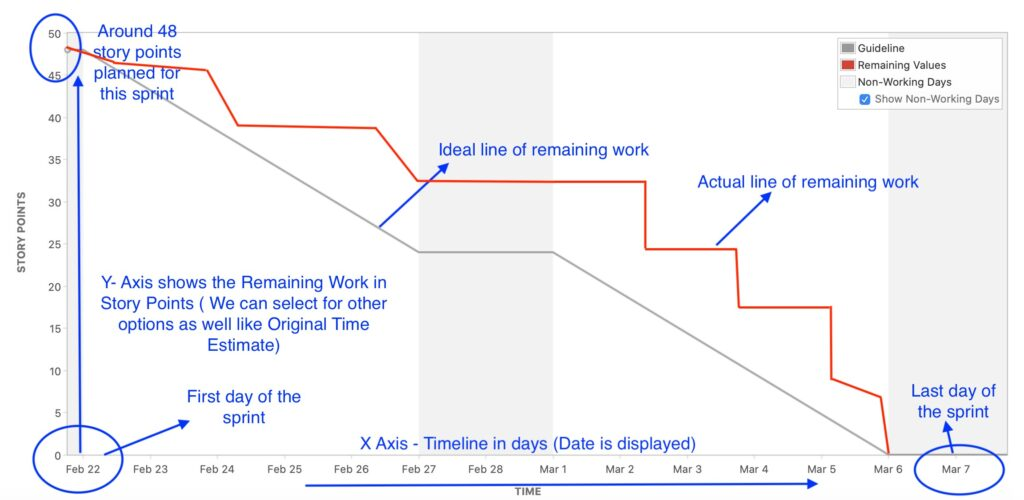 Around 48
story points
planned for
this sprint
50
45
40
35
30
25
20
15
10
5
0
STORY POINTS
Guideline
Remaining Values
Non-Working Days
Show Non-Working Days
Ideal line of remaining work
Actual line of remaining work
Y- Axis shows the Remaining Work in
Story Points ( We can select for other
options as well like Original Time
Estimate)
First day of the
sprint
Last day of
the sprint
X Axis - Timeline in days (Date is displayed)
Feb 22 Feb 23 Feb 24 Feb 25 Feb 26 Feb 27 Feb 28 Mar 1 Mar 2 Mar 3 Mar 4 Mar 5 Mar 6 Mar 7
TIME